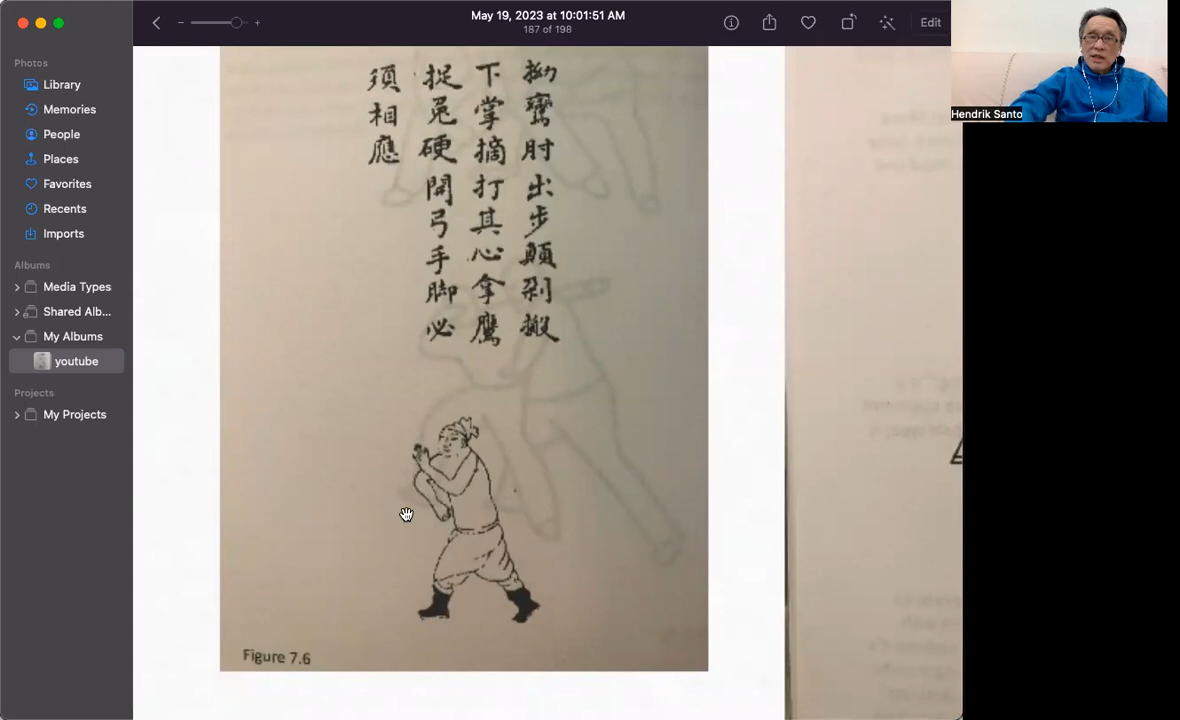 May 19, 2023 at 10:01:51 AM
187 of 198
Edit
Photos
Library
Memories
People
Places
Favorites
Recents
Imports
Albums
Media Types
Shared Alb...
My Albums
youtube
Projects
My Projects
拗鸞肘出步顛剁搬
下掌摘打其心拿鷹
捉兔硬開弓手脚必
須相應
Figure 7.6
Hendrik Santo